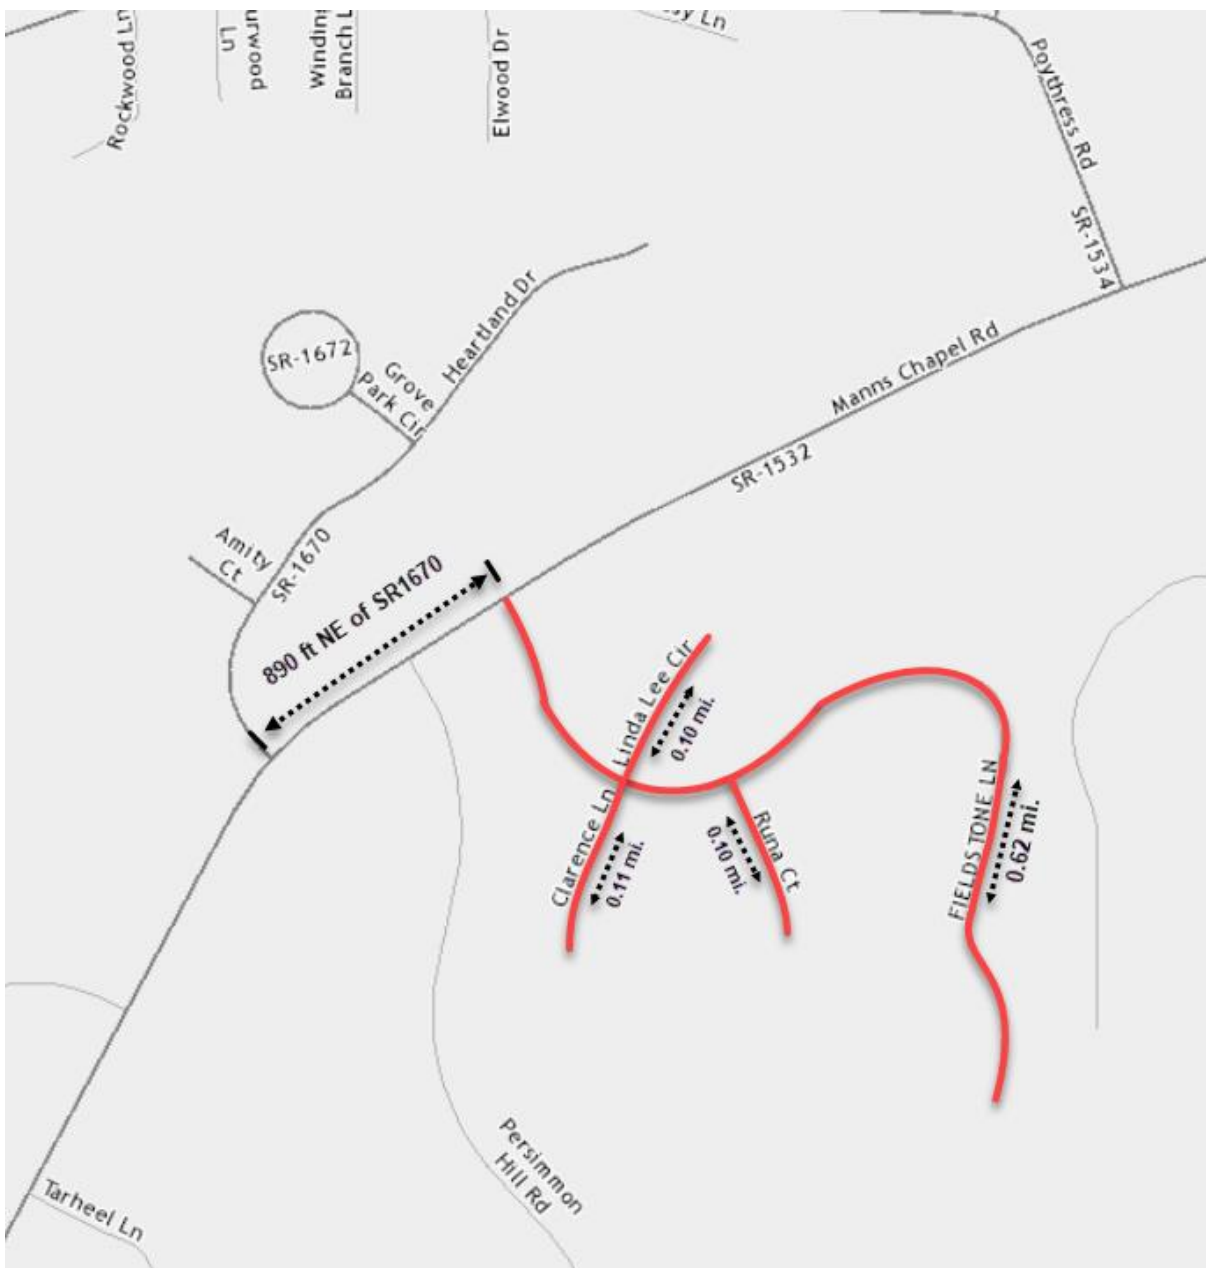 Rockwood Ln
Ln
Winding
Branch L
Elwood Dr
Ln
Poythress Rd
SR-1534
Heartland Dr
SR-1672
Grove
Park Cir
Manns Chapel Rd
SR-1532
Amity
Ct
SR-1670
890 ft NE of SR1670
Linda Lee Cir
0.10 mi.
Clarence Ln
0.11 mi.
Runa Ct
0.10 mi.
FIELDSTONE LN
0.62 mi.
Persimmon
Hill Rd
Tarheel Ln